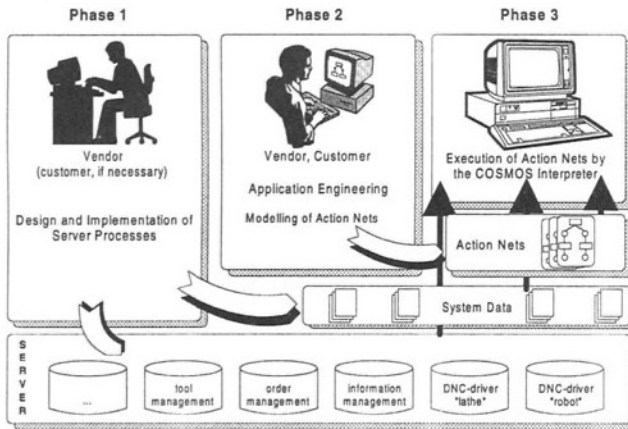 Phase 1
Phase 2
Phase 3
Vendor
(customer, if necessary)
Design and Implementation of
Server Processes
Vendor, Customer
Application Engineering
Modelling of Action Nets
Execution of Action Nets by
the COSMOS Interpreter
Action Nets
System Data
SERVER
...
tool
management
order
management
information
management
DNC-driver
"lathe"
DNC-driver
"robot"